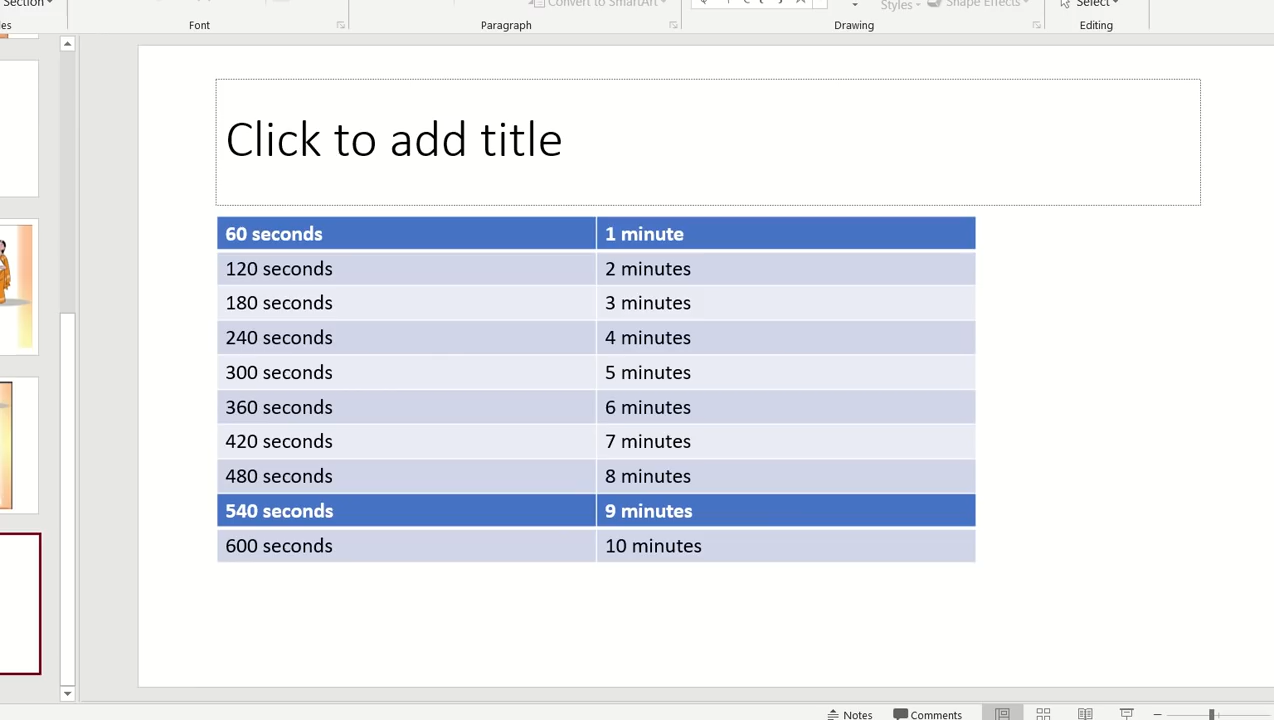 Section
Convert to SmartArt
Styles
Shape Effects
Select
Font
Paragraph
Drawing
Editing
Click to add title
60 seconds 1 minute
120 seconds 2 minutes
180 seconds 3 minutes
240 seconds 4 minutes
300 seconds 5 minutes
360 seconds 6 minutes
420 seconds 7 minutes
480 seconds 8 minutes
540 seconds 9 minutes
600 seconds 10 minutes
Notes Comments